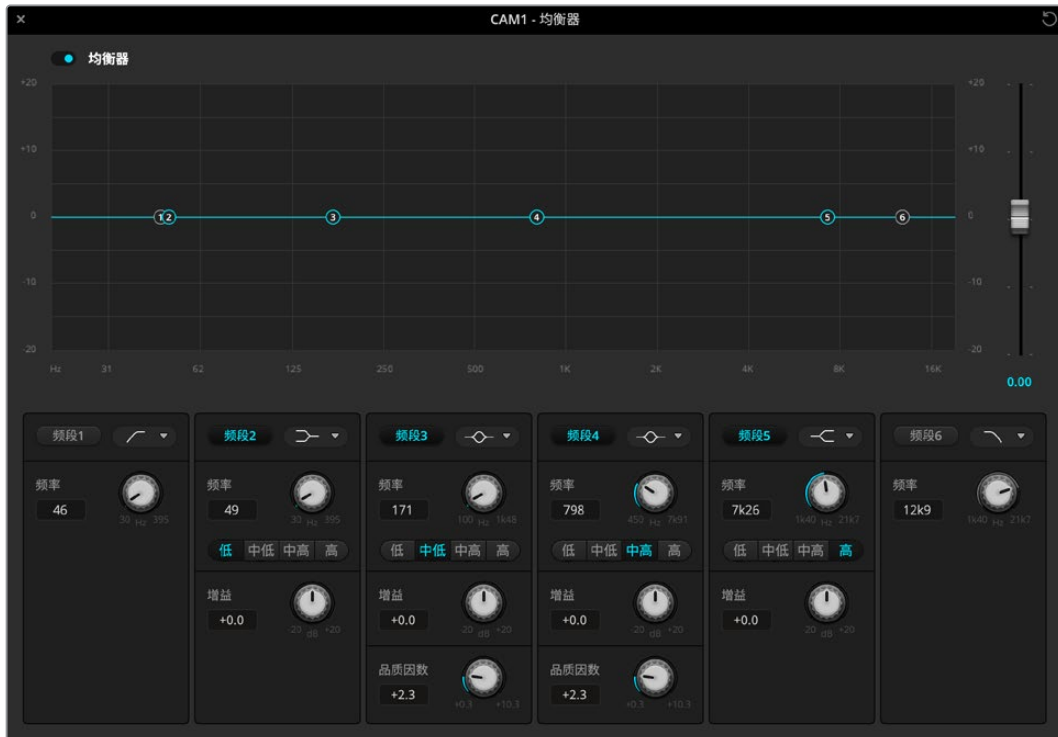 × CAM1 - 均衡器
均衡器
+20 +20
+10 +10
0 0
1 2 3 4 5 6
-10 -10
-20 -20
Hz 31 62 125 250 500 1K 2K 4K 8K 16K
0.00
频段1 频段2 频段3 频段4 频段5 频段6
频率 频率 频率 频率 频率 频率
46 49 171 798 7k26 12k9
30 Hz 395 30 Hz 395 100 Hz 1k48 450 Hz 7k91 1k40 Hz 21k7 1k40 Hz 21k7
低 中低 中高 高 低 中低 中高 高 低 中低 中高 高 低 中低 中高 高
增益 增益 增益 增益
+0.0 +0.0 +0.0 +0.0
-20 dB +20 -20 dB +20 -20 dB +20 -20 dB +20
品质因数 品质因数
+2.3 +2.3
+0.3 +10.3 +0.3 +10.3